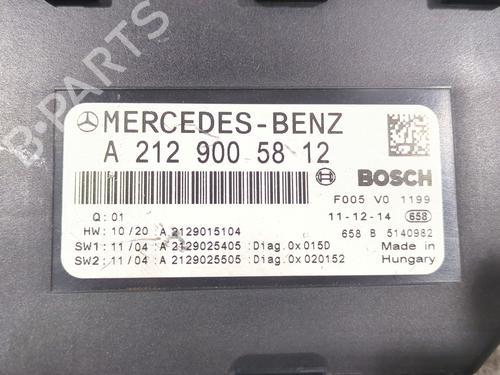 MERCEDES-BENZ
A 212 900 58 12
BOSCH
F005 V0 1199
Q: 01
11-12-14 658
HW: 10/20 A 2129015104
658 B 5140982
SW1: 11/04 A 2129025405 :Diag.0x015D
Made in
SW2: 11/04 A 2129025505 :Diag.0x020152
Hungary
B-PARTS